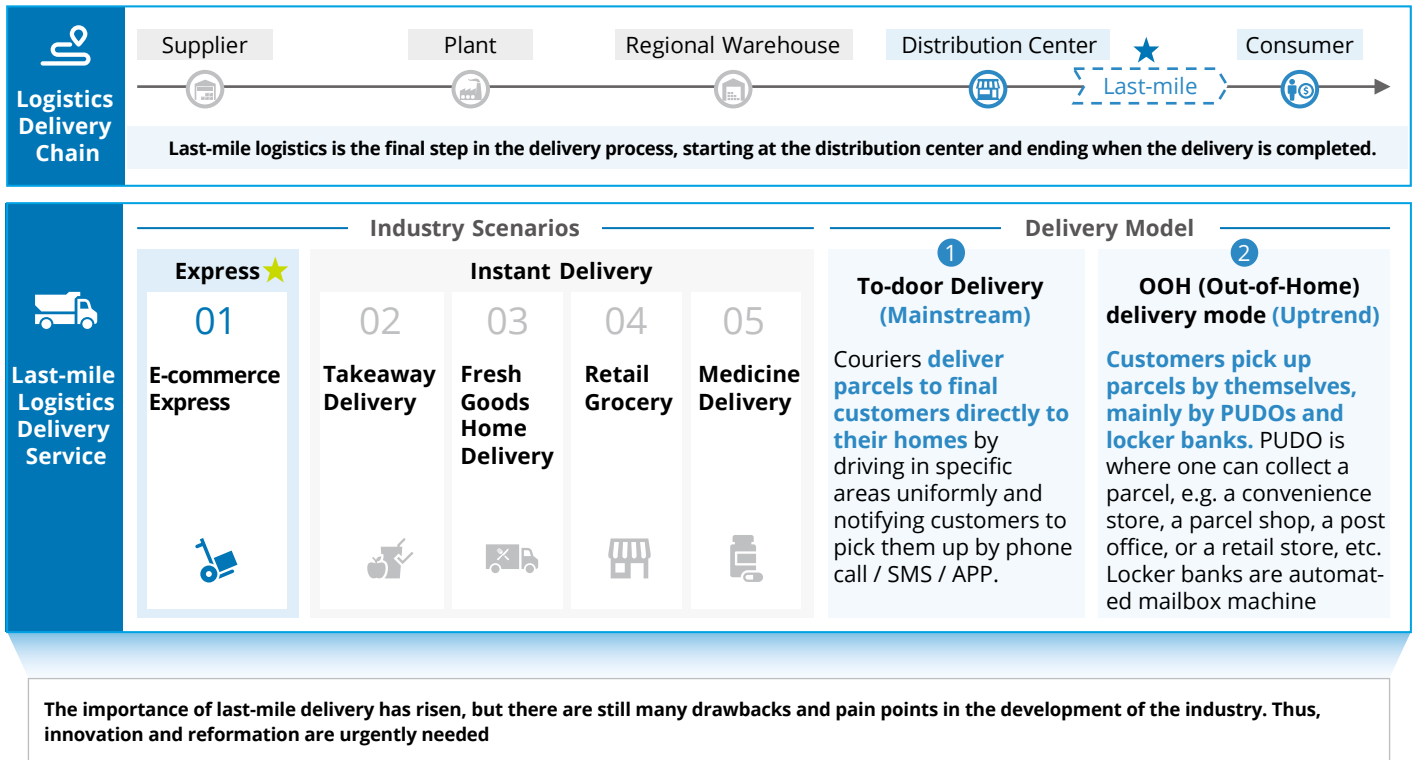 Logistics
Delivery
Chain
Supplier
Plant
Regional Warehouse
Distribution Center
Last-mile
Consumer
Last-mile logistics is the final step in the delivery process, starting at the distribution center and ending when the delivery is completed.
Last-mile
Logistics
Delivery
Service
Industry Scenarios
Express
01
E-commerce
Express
Instant Delivery
02
Takeaway
Delivery
03
Fresh
Goods
Home
Delivery
04
Retail
Grocery
05
Medicine
Delivery
Delivery Model
1
To-door Delivery
(Mainstream)
Couriers deliver
parcels to final
customers directly to
their homes by
driving in specific
areas uniformly and
notifying customers to
pick them up by phone
call / SMS / APP.
2
OOH (Out-of-Home)
delivery mode (Uptrend)
Customers pick up
parcels by themselves,
mainly by PUDOs and
locker banks. PUDO is
where one can collect a
parcel, e.g. a convenience
store, a parcel shop, a post
office, or a retail store, etc.
Locker banks are automat-
ed mailbox machine
The importance of last-mile delivery has risen, but there are still many drawbacks and pain points in the development of the industry. Thus,
innovation and reformation are urgently needed